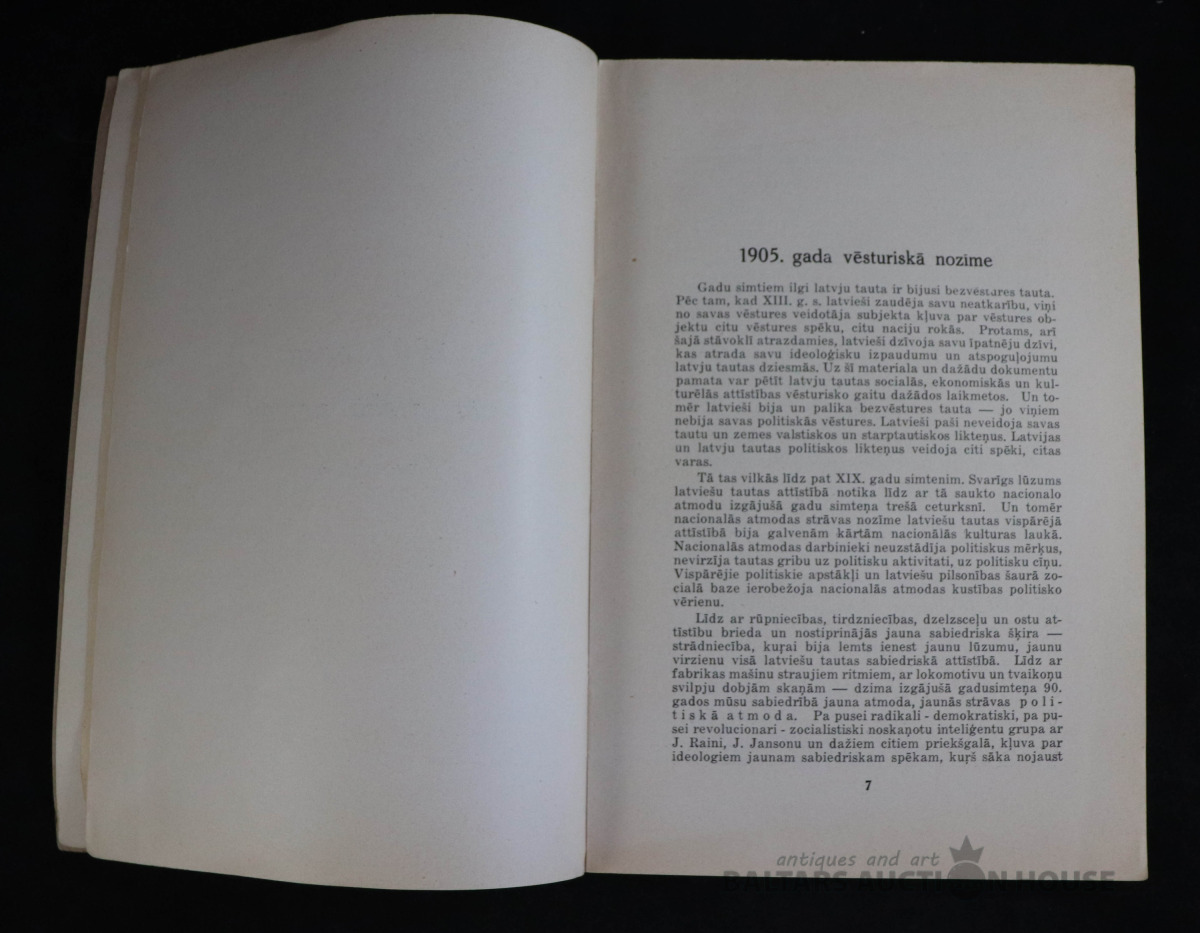 1905. gada vēsturiskā nozīme
Gadu simtiem ilgi latvju tauta ir bijusi bezvēstures tauta.
Pēc tam, kad XIII. g. s. latvieši zaudēja savu neatkarību, viņi
no savas vēstures veidotāja subjekta kļuva par vēstures ob-
jektu citu vēstures spēku, citu naciju rokās. Protams, arī
šajā stāvoklī atrazdamies, latvieši dzīvoja savu īpatnēju dzīvi,
kas atrada savu ideoloģisku izpaudumu un atspoguļojumu
latvju tautas dziesmās. Uz šī materiala un dažādu dokumentu
pamata var pētīt latvju tautas socialās, ekonomiskās un kul-
turēlās attīstības vēsturisko gaitu dažādos laikmetos. Un to-
mēr latvieši bija un palika bezvēstures tauta — jo viņiem
nebija savas politiskās vēstures. Latvieši paši neveidoja savas
tautu un zemes valstiskos un starptautiskos likteņus. Latvijas
un latvju tautas politiskos likteņus veidoja citi spēki, citas
varas.
Tā tas vilkās līdz pat XIX. gadu simtenim. Svarīgs lūzums
latviešu tautas attīstībā notika līdz ar tā saukto nacionalo
atmodu izgājušā gadu simteņa trešā ceturksnī. Un tomēr
nacionalās atmodas strāvas nozīme latviešu tautas vispārējā
attīstībā bija galvenām kārtām nacionālās kulturas laukā.
Nacionalās atmodas darbinieki neuzstādīja politiskus mērķus,
nevirzīja tautas gribu uz politisku aktivitati, uz politisku cīņu.
Vispārējie politiskie apstākļi un latviešu pilsonības šaurā zo-
cialā baze ierobežoja nacionalās atmodas kustības politisko
vērienu.
Līdz ar rūpniecības, tirdzniecības, dzelzsceļu un ostu at-
tīstību brieda un nostiprinājās jauna sabiedriska šķira —
strādniecība, kuŗai bija lemts ienest jaunu lūzumu, jaunu
virzienu visā latviešu tautas sabiedriskā attīstībā. Līdz ar
fabrikas mašinu straujiem ritmiem, ar lokomotivu un tvaikoņu
svilpju dobjām skaņām — dzima izgājušā gadusimteņa 90.
gados mūsu sabiedrībā jauna atmoda, jaunās strāvas p o l i -
t i s k ā a t m o d a. Pa pusei radikali - demokratiski, pa pu-
sei revolucionari - zocialistiski noskaņotu inteliģentu grupa ar
J. Raini, J. Jansonu un dažiem citiem priekšgalā, kļuva par
ideologiem jaunam sabiedriskam spēkam, kuŗš sāka nojaust
7
antiques and art
BALTARS AUCTION HOUSE